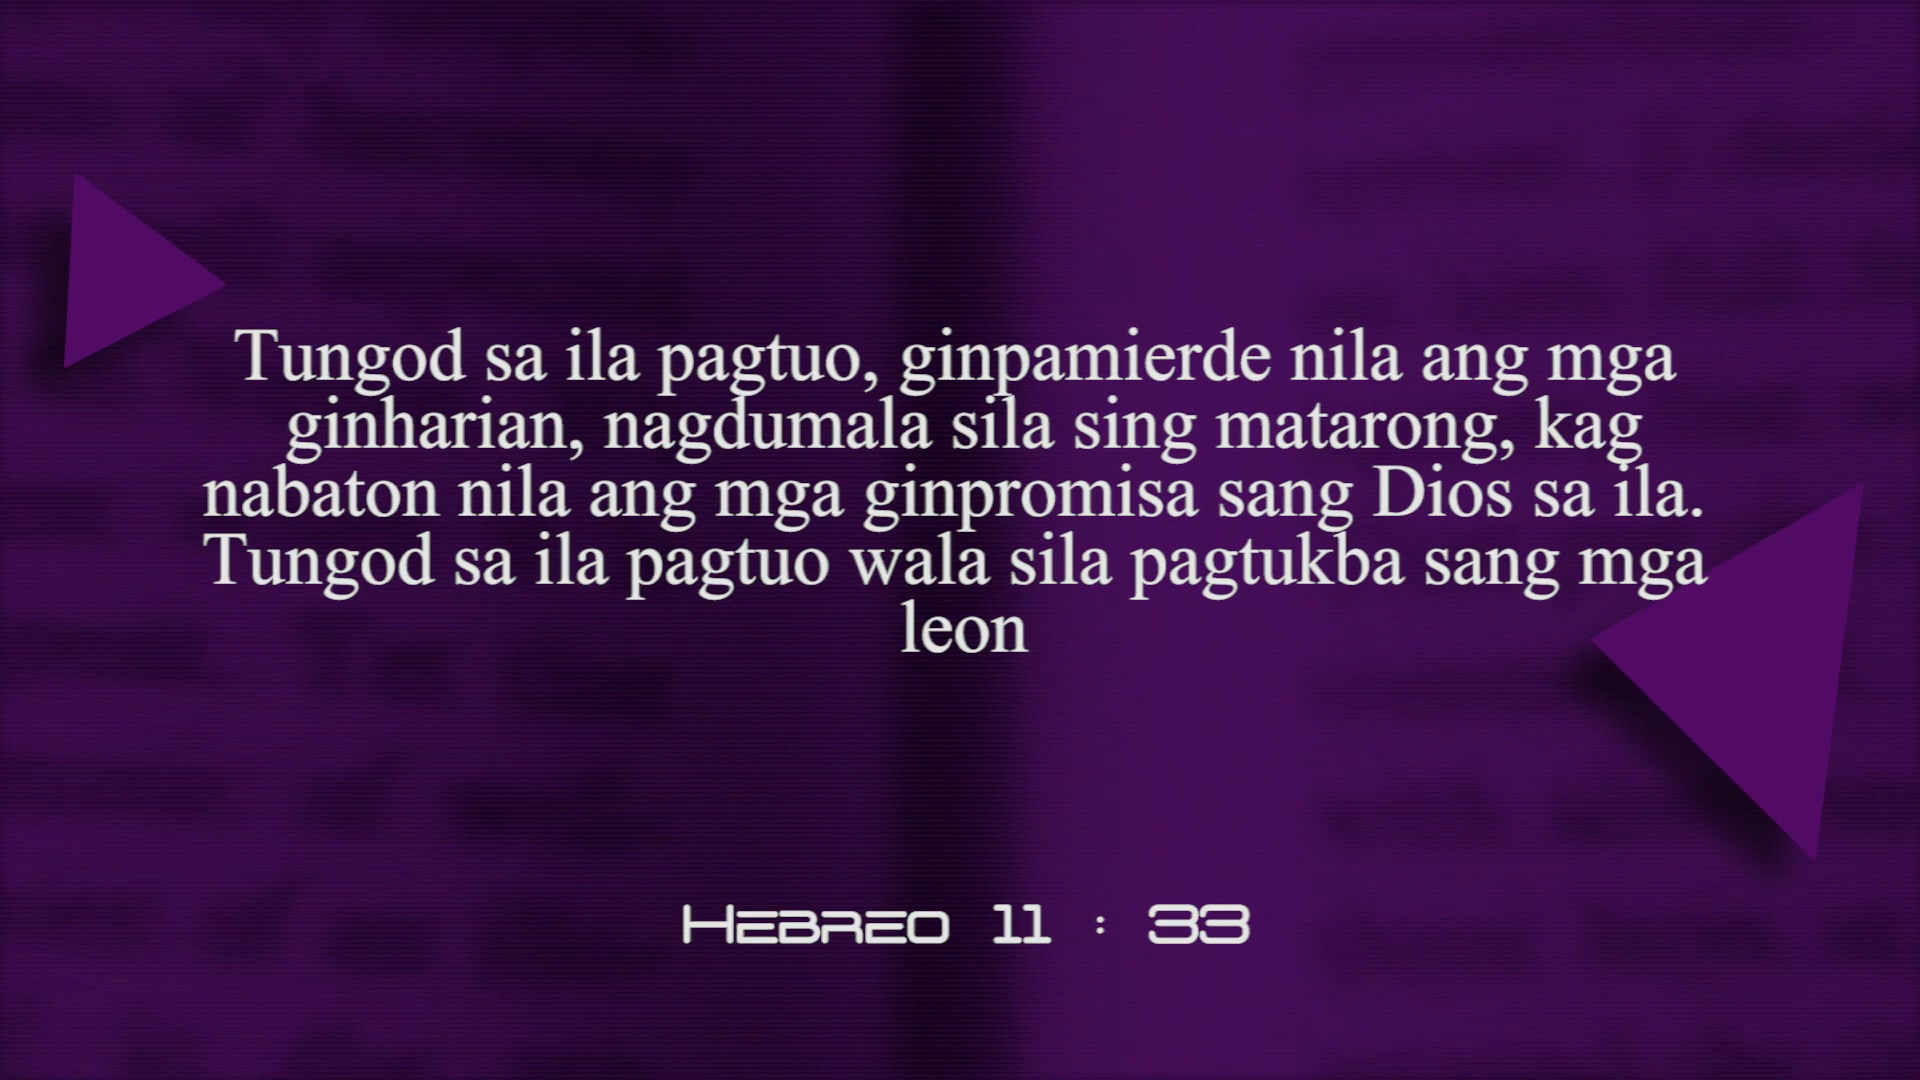 Tungod sa ila pagtuo, ginpamierde nila ang mga
ginharian, nagdumala sila sing matarong, kag
nabaton nila ang mga ginpromisa sang Dios sa ila.
Tungod sa ila pagtuo wala sila pagtukba sang mga
leon
Hebreo 11 : 33